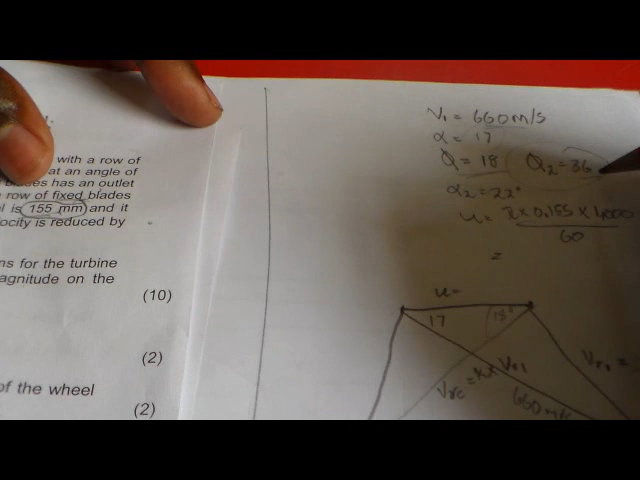 with a row of
at an angle of
blades has an outlet
row of fixed blades
is 155 mm and it
ocity is reduced by
ns for the turbine
agnitude on the
(10)
(2)
of the wheel
(2)
V₁ = 660 m/s
α = 17
Q = 18 Q₂ = 36
α₂ = 22°
u = π x 0,155 x 4000
60
=
u =
17 18°
Vr1 =
660 m/s